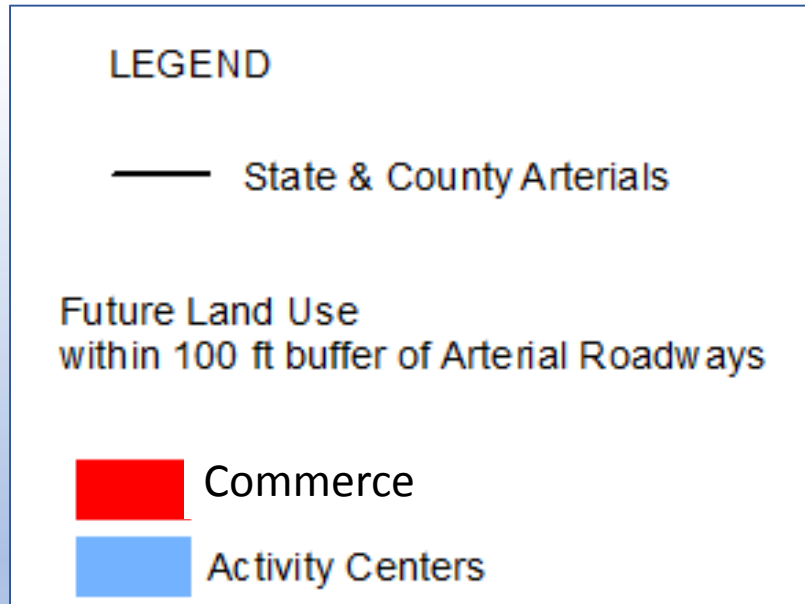 LEGEND
State & County Arterials
Future Land Use
within 100 ft buffer of Arterial Roadways
Commerce
Activity Centers